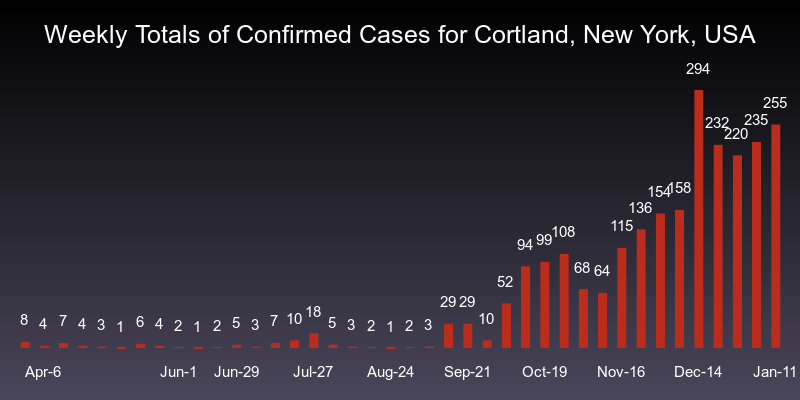 Weekly Totals of Confirmed Cases for Cortland, New York, USA
8 4 7 4 3 1 6 4 2 1 2 5 3 7 10 18 5 3 2 1 2 3 29 29 10 52 94 99 108 68 64 115 136 154 158 294 232 220 235 255
Apr-6 Jun-1 Jun-29 Jul-27 Aug-24 Sep-21 Oct-19 Nov-16 Dec-14 Jan-11